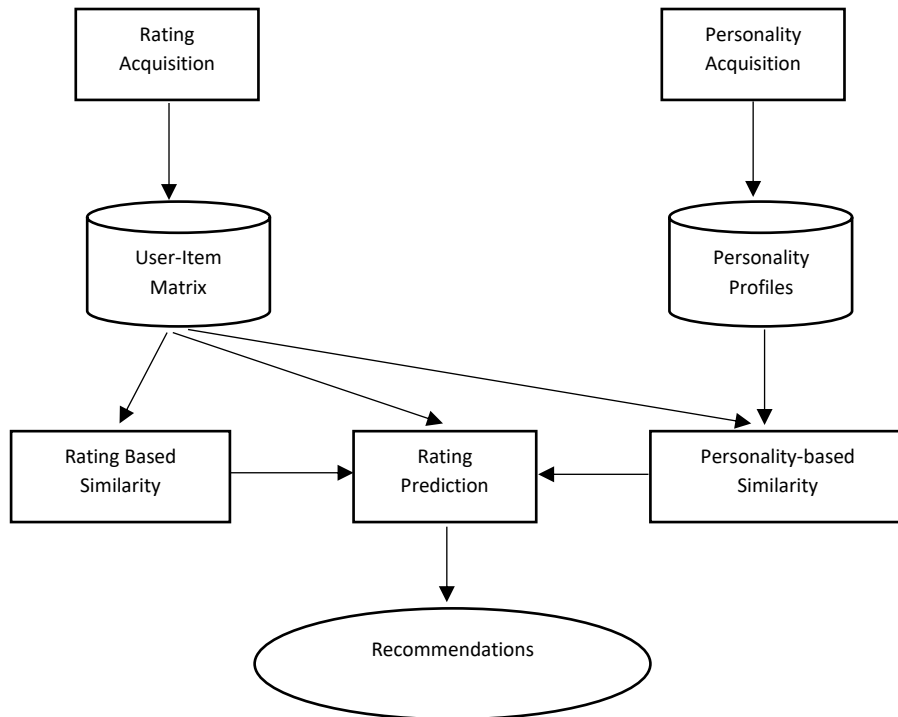 Rating
Acquisition
Personality
Acquisition
User-Item
Matrix
Personality
Profiles
Rating Based
Similarity
Rating
Prediction
Personality-based
Similarity
Recommendations